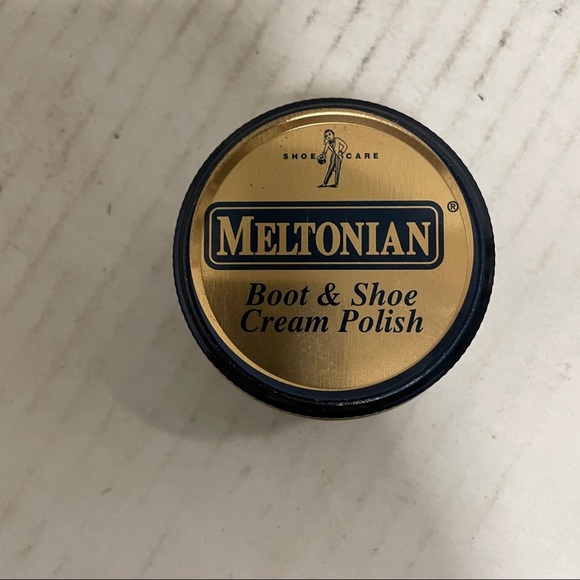 SHOE CARE
MELTONIAN®
Boot & Shoe
Cream Polish